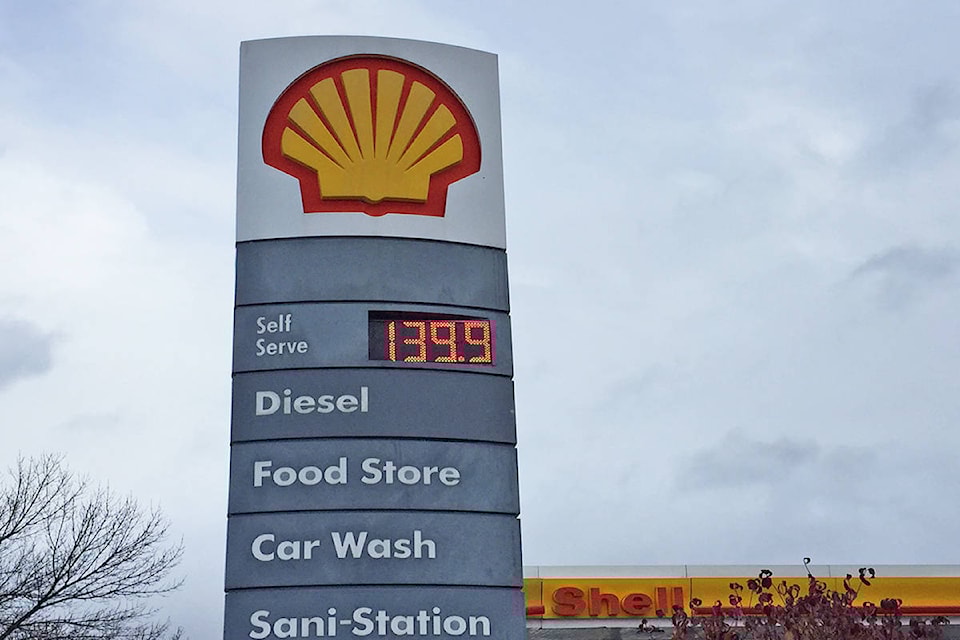 Self
Serve
139.9
Diesel
Food Store
Car Wash
Sani-Station
Shell